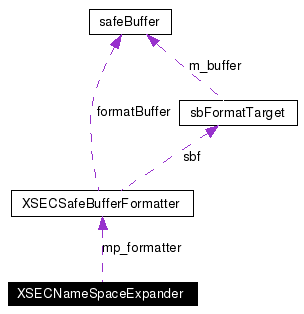 safeBuffer
m_buffer
formatBuffer
sbFormatTarget
sbf
XSECSafeBufferFormatter
mp_formatter
XSECNameSpaceExpander